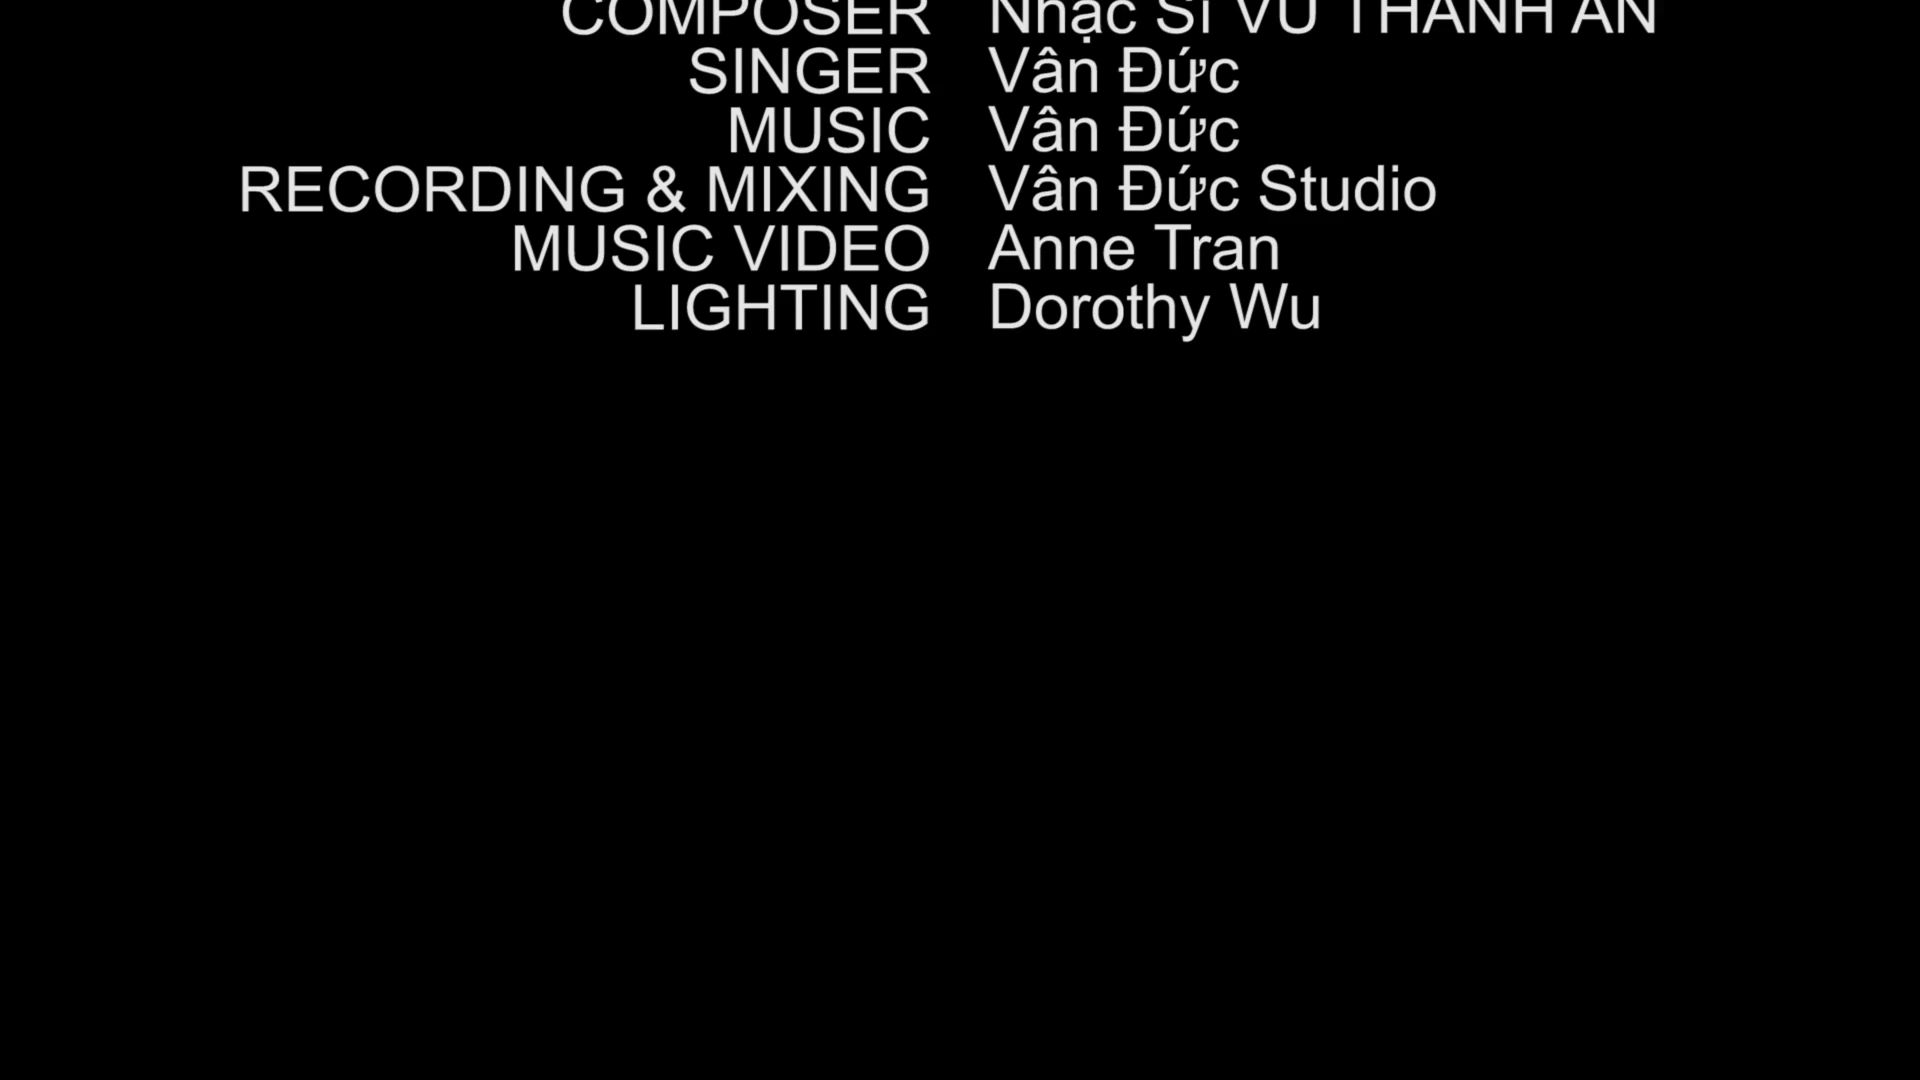 COMPOSER Nhạc Sĩ VŨ THÀNH AN
SINGER Vân Đức
MUSIC Vân Đức
RECORDING & MIXING Vân Đức Studio
MUSIC VIDEO Anne Tran
LIGHTING Dorothy Wu